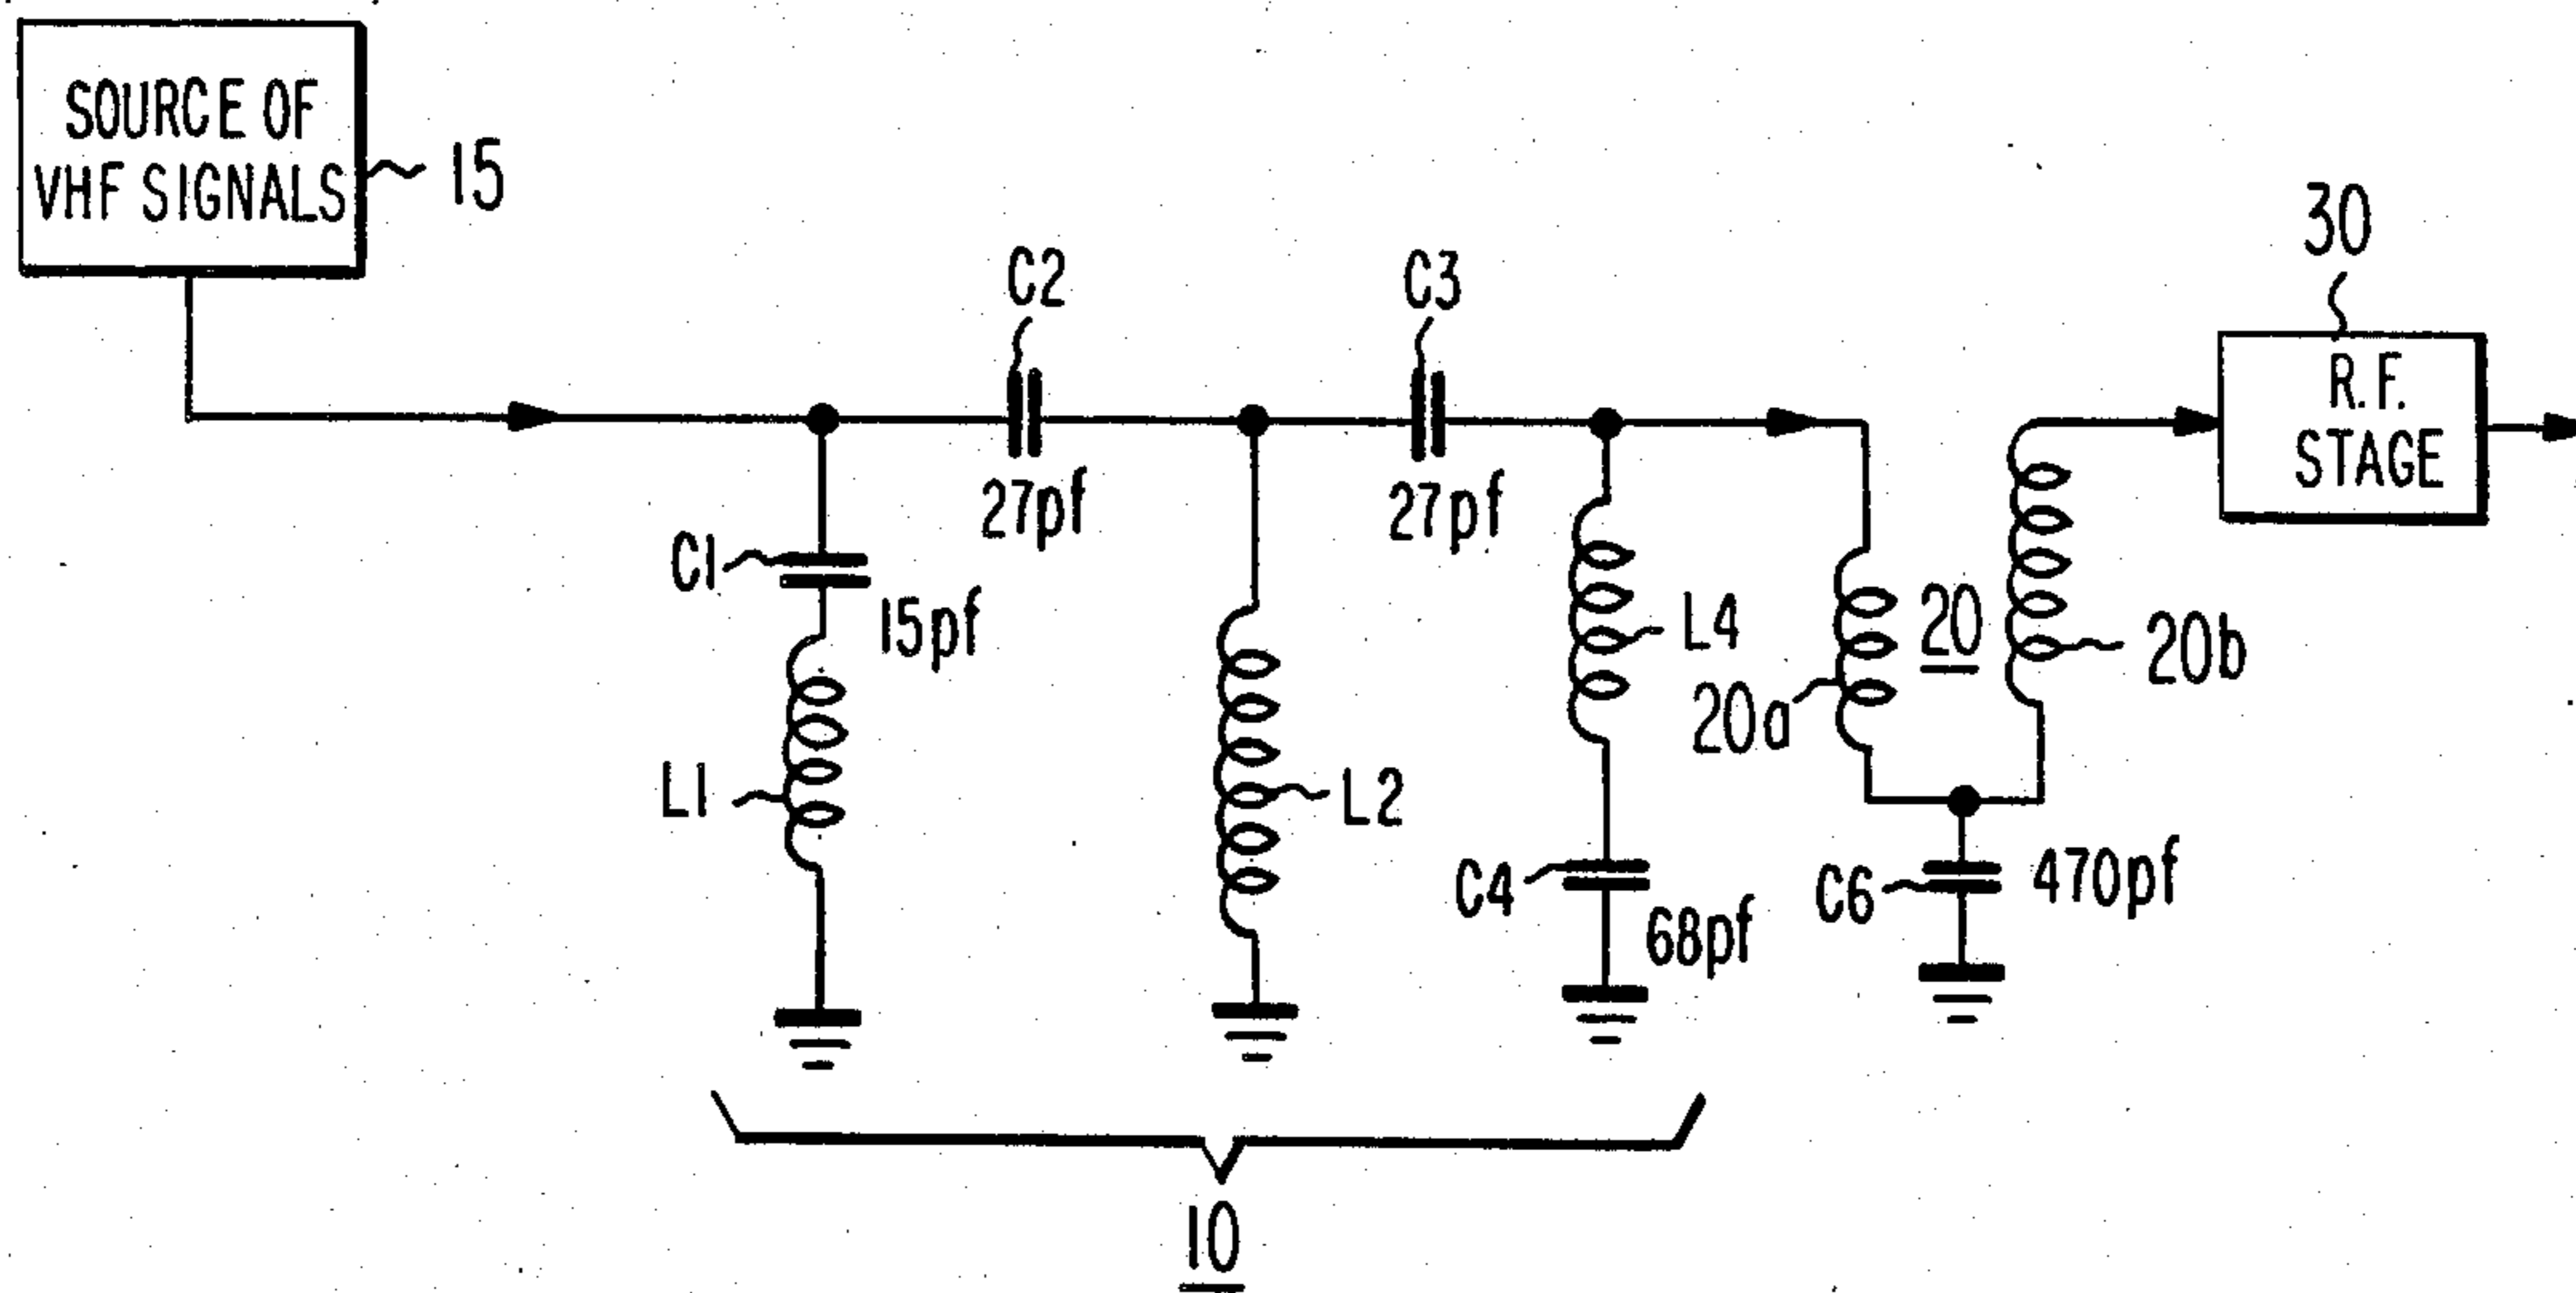 SOURCE OF
VHF SIGNALS
15
C2
27pf
C3
27pf
30
R.F.
STAGE
C1
15pf
L1
L2
L4
20a
20
20b
C4
68pf
C6
470pf
10